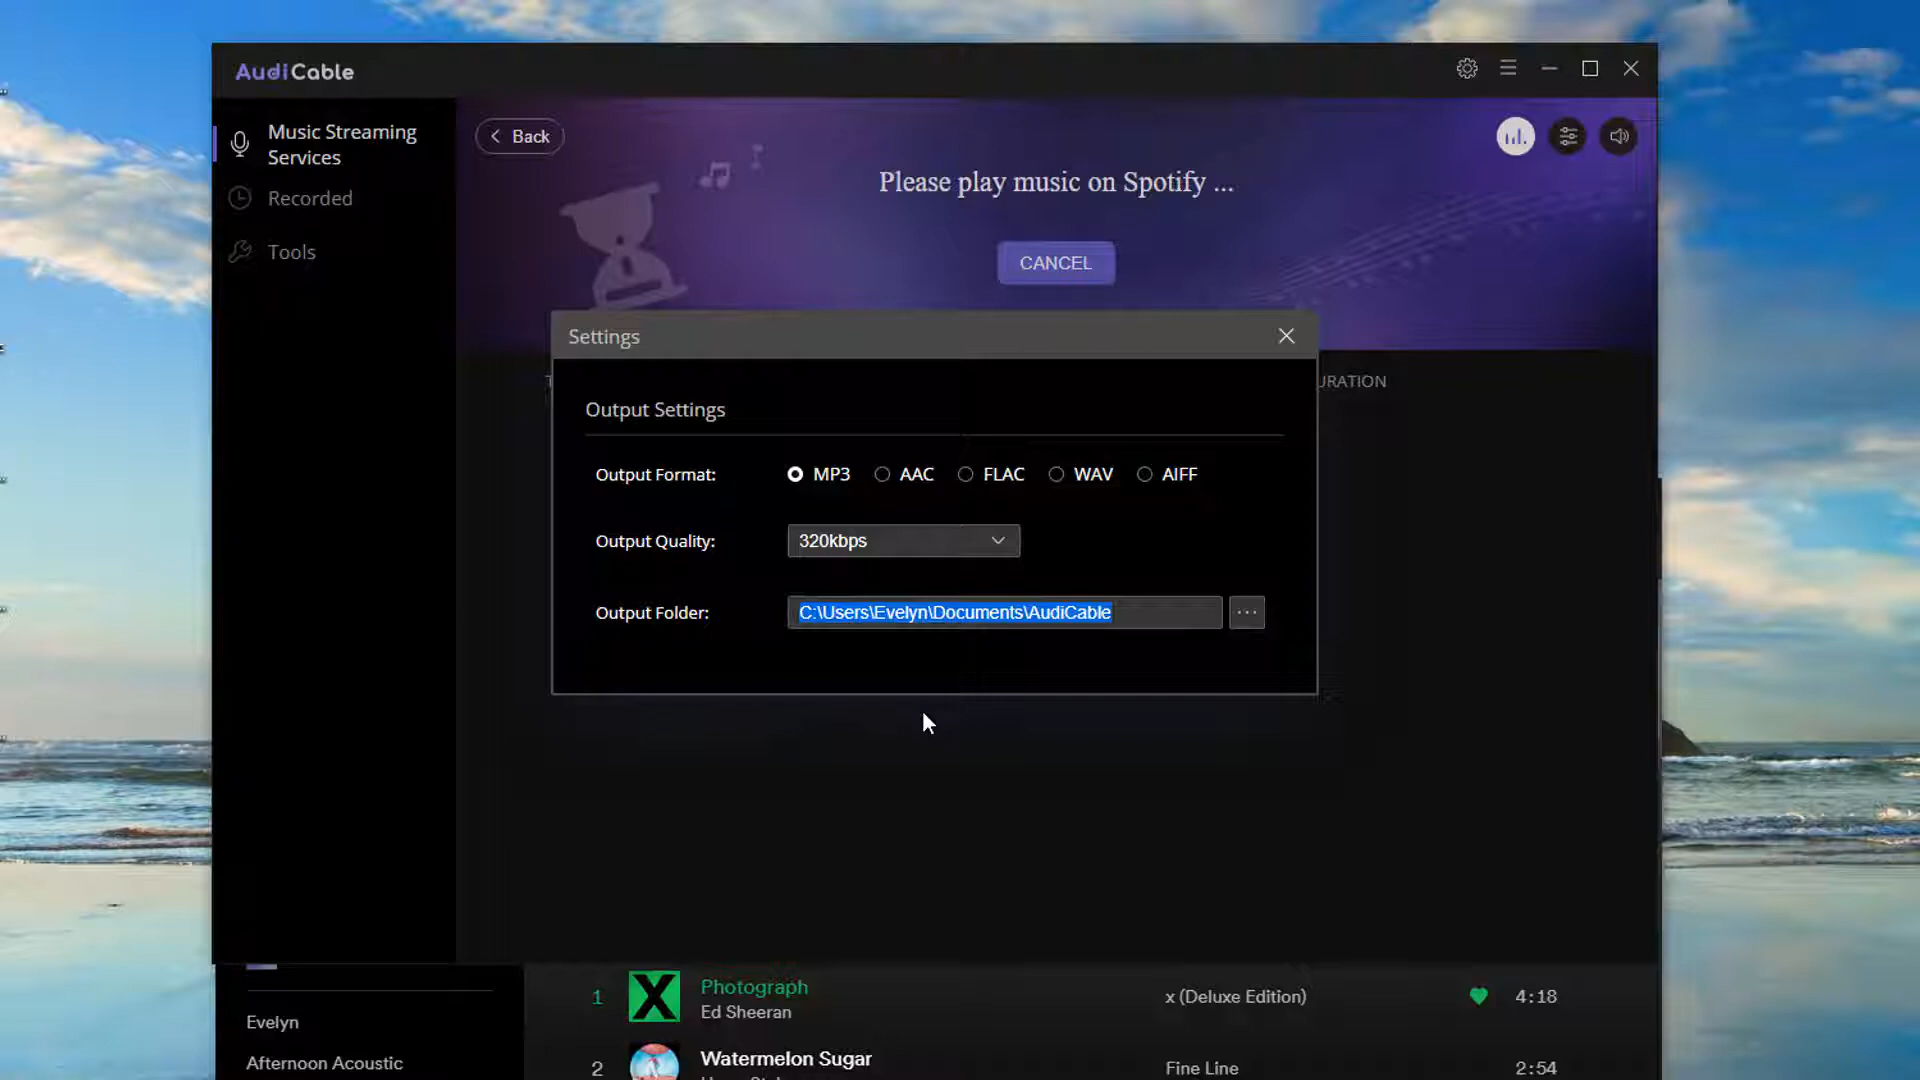 AudiCable
Music Streaming
Services
Recorded
Tools
Back
Please play music on Spotify ...
CANCEL
Settings
URATION
Output Settings
Output Format:
MP3
AAC
FLAC
WAV
AIFF
Output Quality:
320kbps
Output Folder:
C:\Users\Evelyn\Documents\AudiCable
...
Evelyn
Afternoon Acoustic
1
Photograph
Ed Sheeran
x (Deluxe Edition)
4:18
2
Watermelon Sugar
Fine Line
2:54